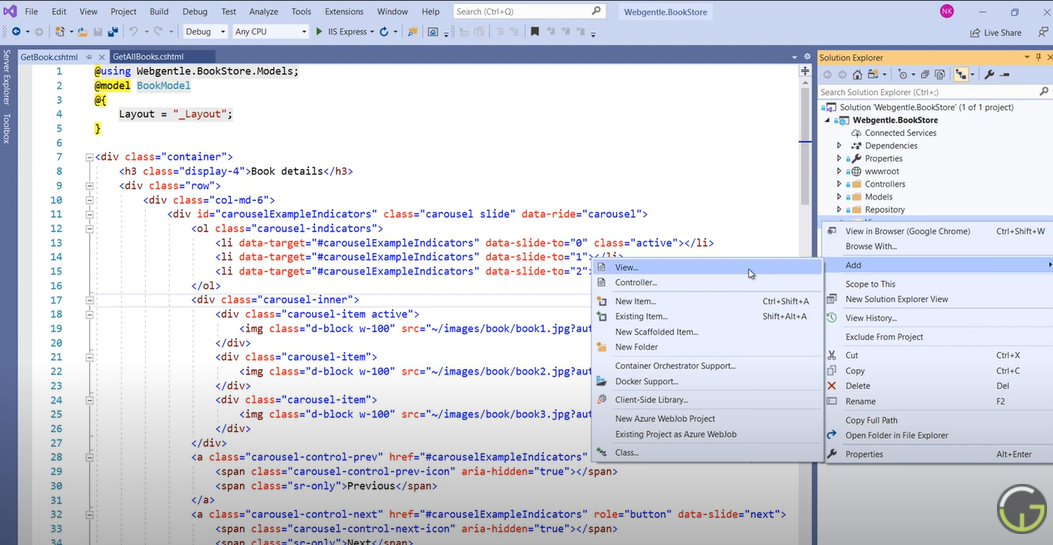 File Edit View Project Build Debug Test Analyze Tools Extensions Window Help Search (Ctrl+Q) Webgentle.BookStore NK
Debug Any CPU IIS Express Live Share
Server Explorer
Toolbox
GetBook.cshtml GetAllBooks.cshtml
1 @using Webgentle.BookStore.Models;
2 @model BookModel
3 @{
4 Layout = "_Layout";
5 }
6
7 <div class="container">
8 <h3 class="display-4">Book details</h3>
9 <div class="row">
10 <div class="col-md-6">
11 <div id="carouselExampleIndicators" class="carousel slide" data-ride="carousel">
12 <ol class="carousel-indicators">
13 <li data-target="#carouselExampleIndicators" data-slide-to="0" class="active"></li>
14 <li data-target="#carouselExampleIndicators" data-slide-to="1"></li>
15 <li data-target="#carouselExampleIndicators" data-slide-to="2">
16 </ol>
17 <div class="carousel-inner">
18 <div class="carousel-item active">
19 <img class="d-block w-100" src="~/images/book/book1.jpg?aut
20 </div>
21 <div class="carousel-item">
22 <img class="d-block w-100" src="~/images/book/book2.jpg?aut
23 </div>
24 <div class="carousel-item">
25 <img class="d-block w-100" src="~/images/book/book3.jpg?aut
26 </div>
27 </div>
28 <a class="carousel-control-prev" href="#carouselExampleIndicators"
29 <span class="carousel-control-prev-icon" aria-hidden="true"></span>
30 <span class="sr-only">Previous</span>
31 </a>
32 <a class="carousel-control-next" href="#carouselExampleIndicators" role="button" data-slide="next">
33 <span class="carousel-control-next-icon" aria-hidden="true"></span>
34 <span class="sr-only">Next</span>
View...
Controller...
New Item... Ctrl+Shift+A
Existing Item... Shift+Alt+A
New Scaffolded Item...
New Folder
Container Orchestrator Support...
Docker Support...
Client-Side Library...
New Azure WebJob Project
Existing Project as Azure WebJob
Class...
Solution Explorer
Search Solution Explorer (Ctrl+;)
Solution 'Webgentle.BookStore' (1 of 1 project)
Webgentle.BookStore
Connected Services
Dependencies
Properties
wwwroot
Controllers
Models
Repository
View in Browser (Google Chrome) Ctrl+Shift+W
Browse With...
Add
Scope to This
New Solution Explorer View
View History...
Exclude From Project
Cut Ctrl+X
Copy Ctrl+C
Delete Del
Rename F2
Copy Full Path
Open Folder in File Explorer
Properties Alt+Enter